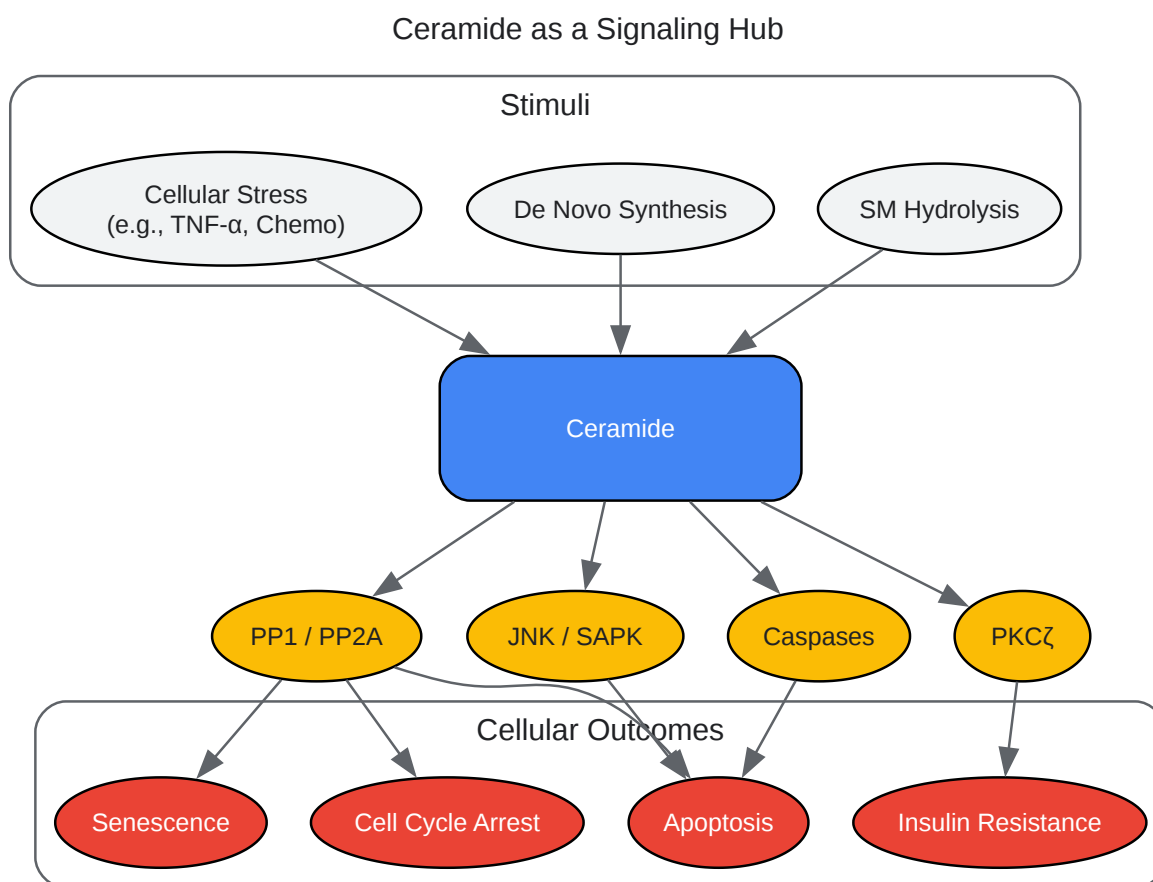 Ceramide as a Signaling Hub
Stimuli
Cellular Stress
(e.g., TNF-α, Chemo)
De Novo Synthesis
SM Hydrolysis
Ceramide
PP1 / PP2A
JNK / SAPK
Caspases
PKCζ
Cellular Outcomes
Senescence
Cell Cycle Arrest
Apoptosis
Insulin Resistance